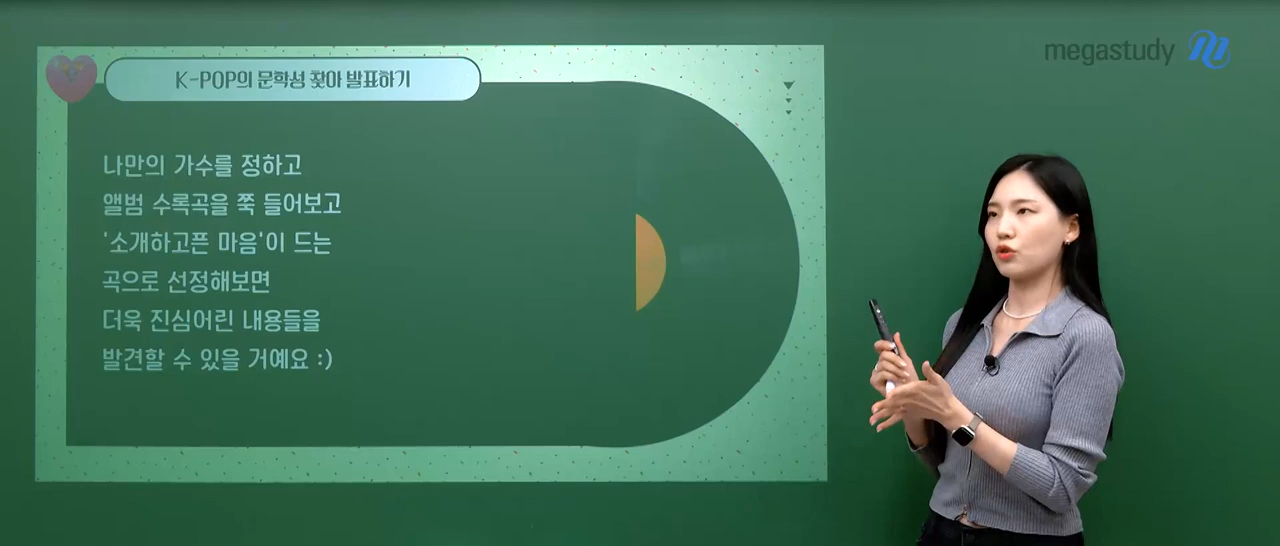 K-POP의 문학성 찾아 발표하기
megastudy
나만의 가수를 정하고
앨범 수록곡을 쭉 들어보고
'소개하고픈 마음'이 드는
곡으로 선정해보면
더욱 진심어린 내용들을
발견할 수 있을 거예요 :)